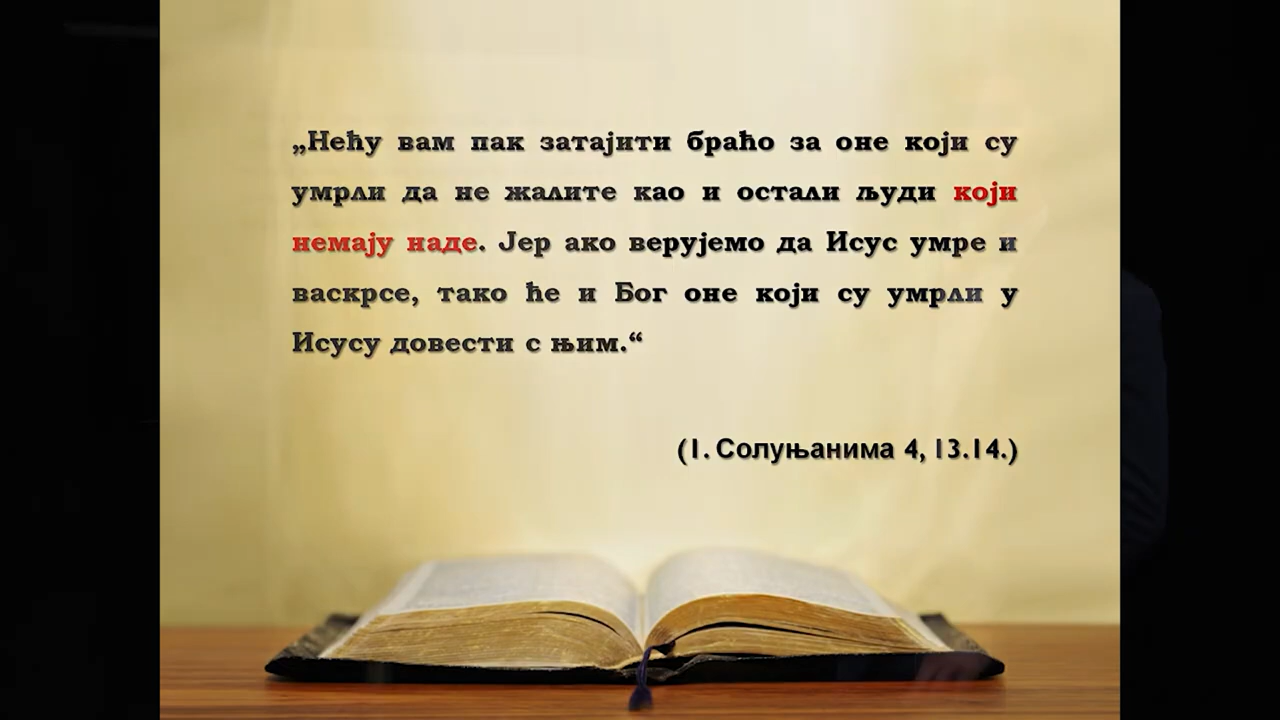 „Нећу вам пак затајити браћо за оне који су
умрли да не жалите као и остали људи који
немају наде. Јер ако верујемо да Исус умре и
васкрсе, тако ће и Бог оне који су умрли у
Исусу довести с њим.“
(1. Солуњанима 4, 13.14.)